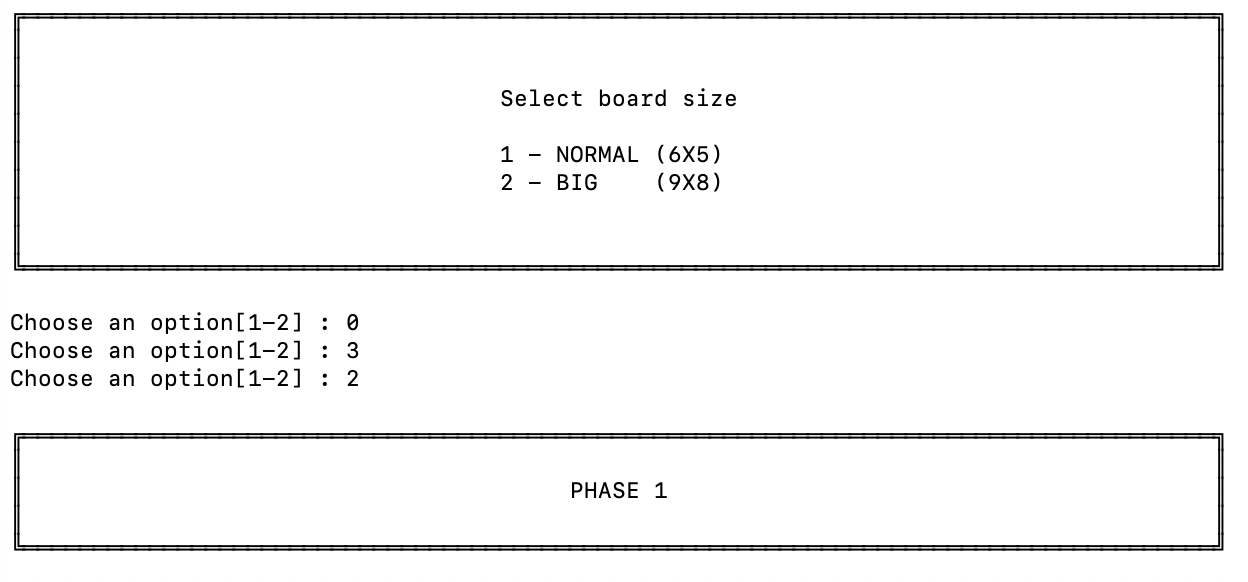 Select board size
1 – NORMAL (6X5)
2 – BIG    (9X8)
Choose an option[1–2] : 0
Choose an option[1–2] : 3
Choose an option[1–2] : 2
PHASE 1